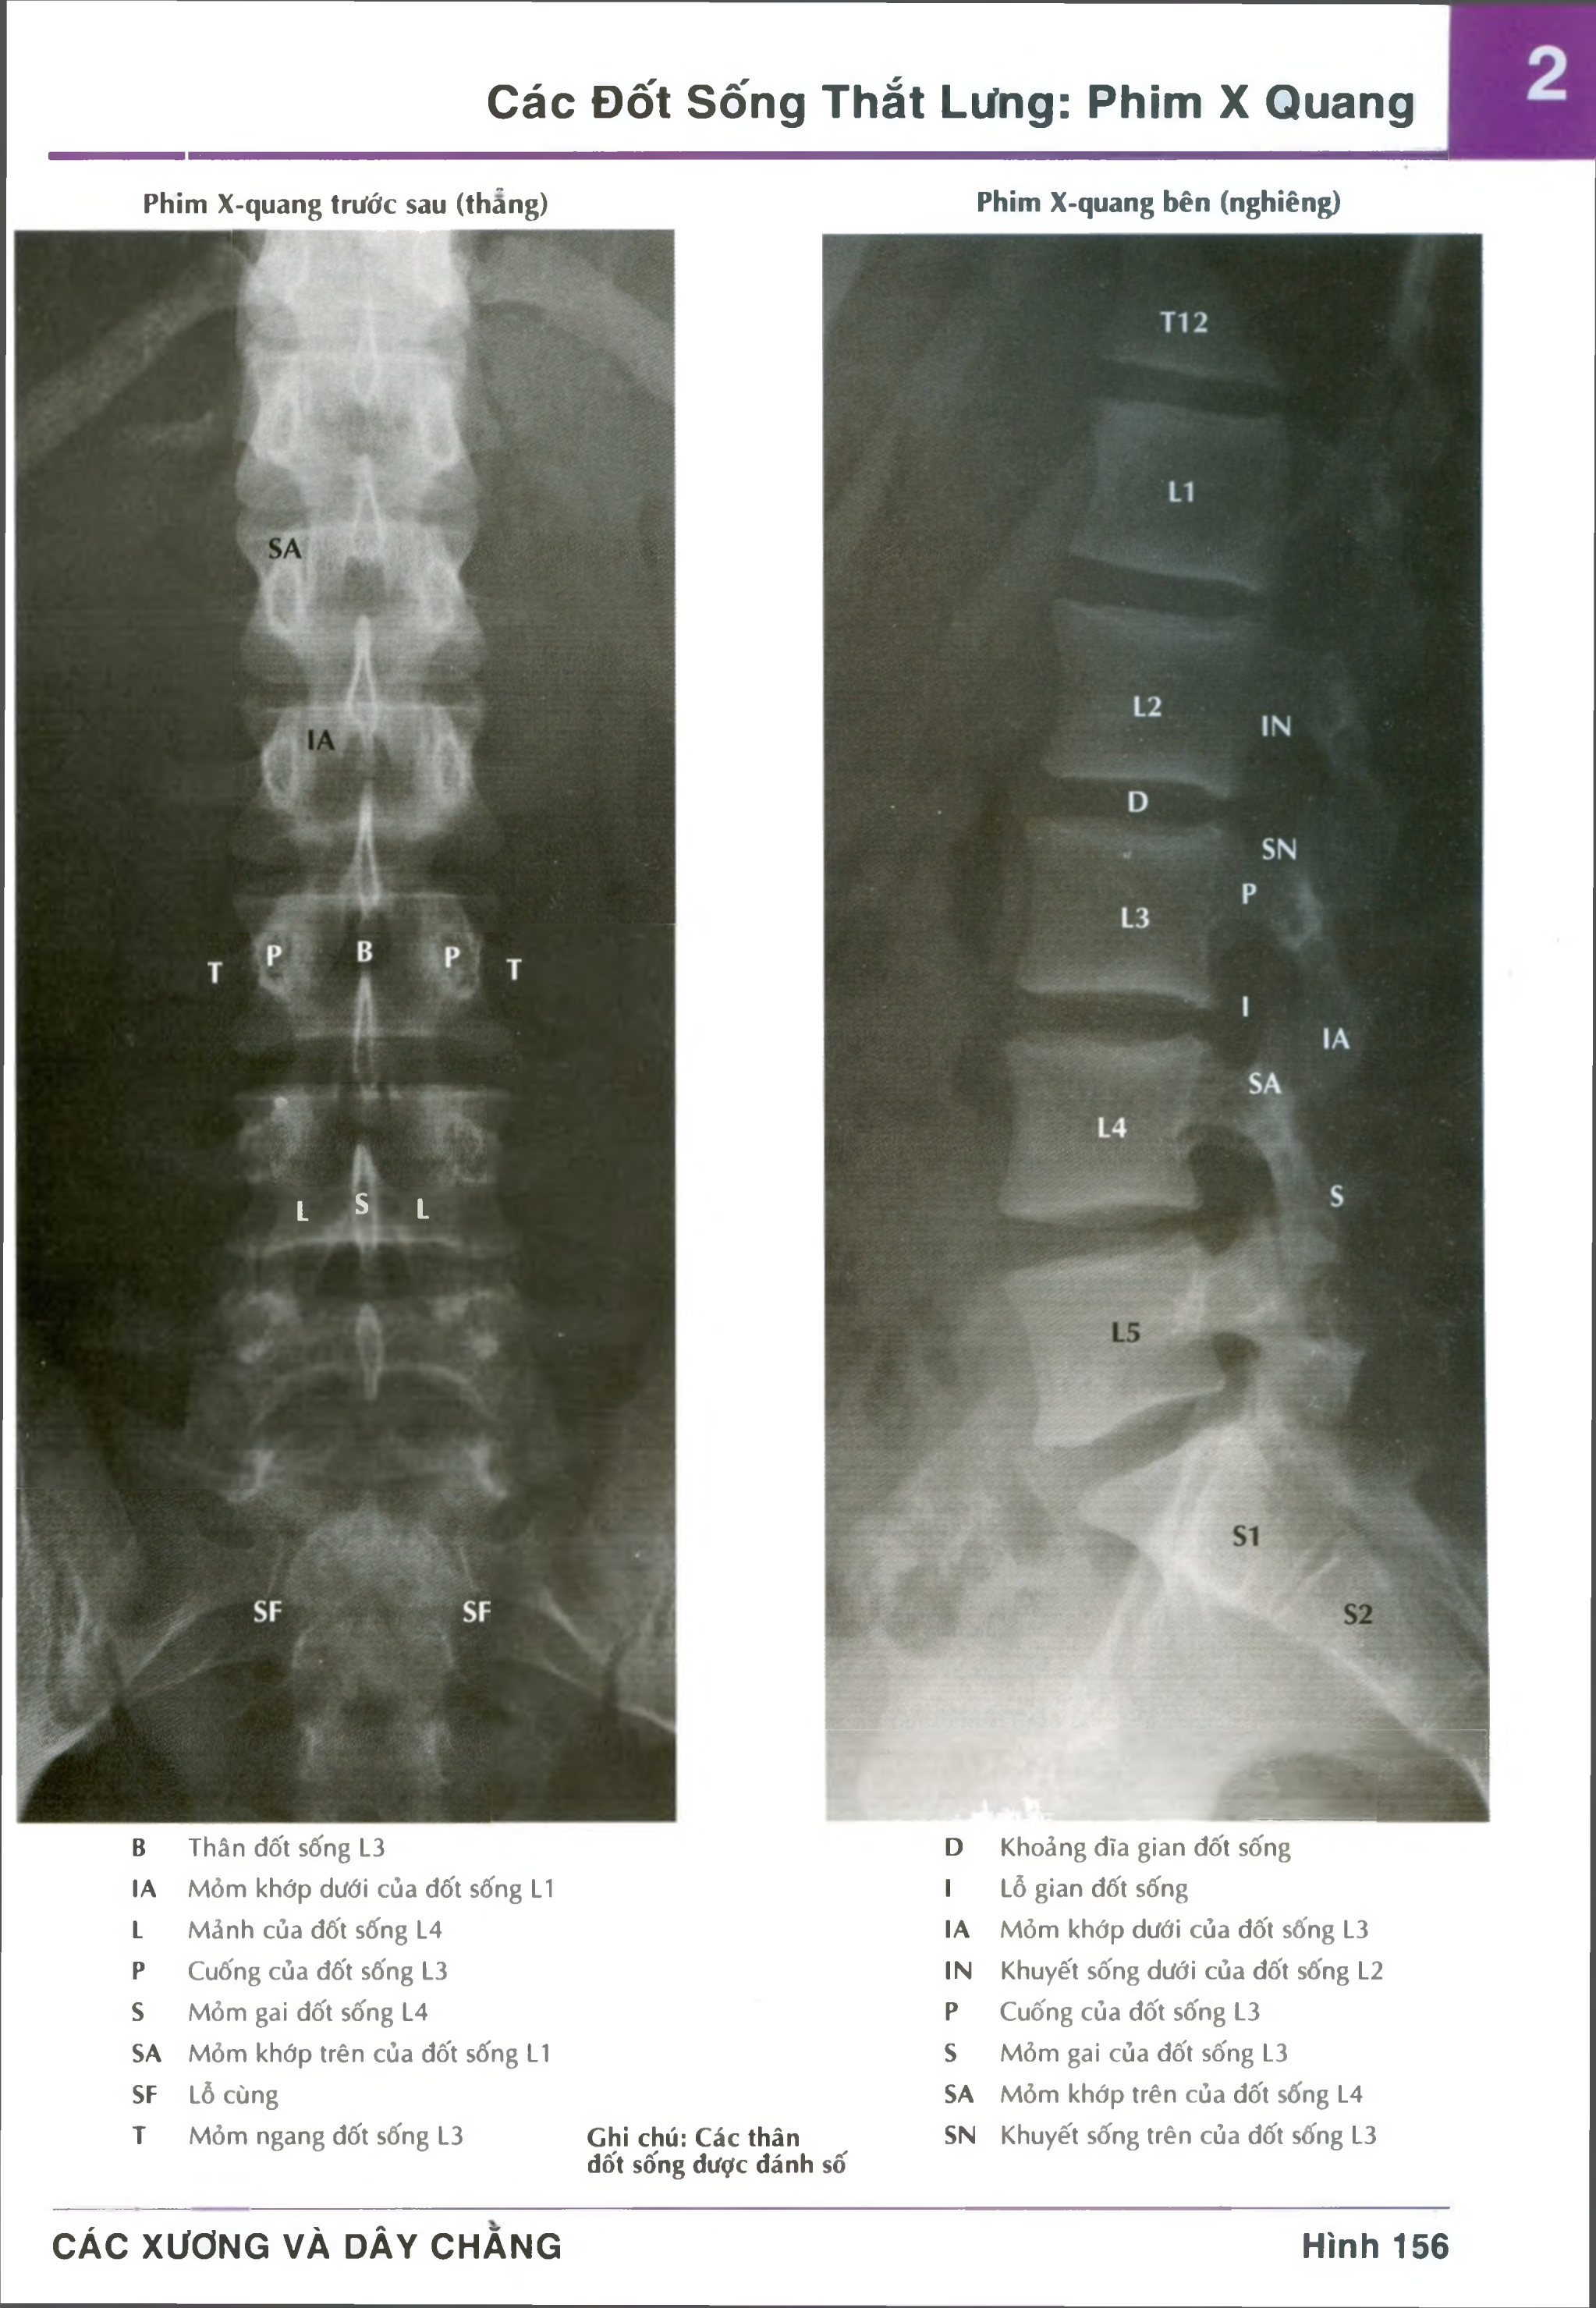 2
Các Đốt Sống Thắt Lưng: Phim X Quang
Phim X-quang trước sau (thẳng)
SA
IA
T P B P T
L S L
SF SF
B Thân đốt sống L3
IA Mỏm khớp dưới của đốt sống L1
L Mảnh của đốt sống L4
P Cuống của đốt sống L3
S Mỏm gai đốt sống L4
SA Mỏm khớp trên của đốt sống L1
SF Lỗ cùng
T Mỏm ngang đốt sống L3
Phim X-quang bên (nghiêng)
T12
L1
L2 IN
D
SN
P
L3
I
IA
SA
L4
S
L5
S1
S2
D Khoảng đĩa gian đốt sống
I Lỗ gian đốt sống
IA Mỏm khớp dưới của đốt sống L3
IN Khuyết sống dưới của đốt sống L2
P Cuống của đốt sống L3
S Mỏm gai của đốt sống L3
SA Mỏm khớp trên của đốt sống L4
SN Khuyết sống trên của đốt sống L3
Ghi chú: Các thân
đốt sống được đánh số
CÁC XƯƠNG VÀ DÂY CHẰNG
Hình 156